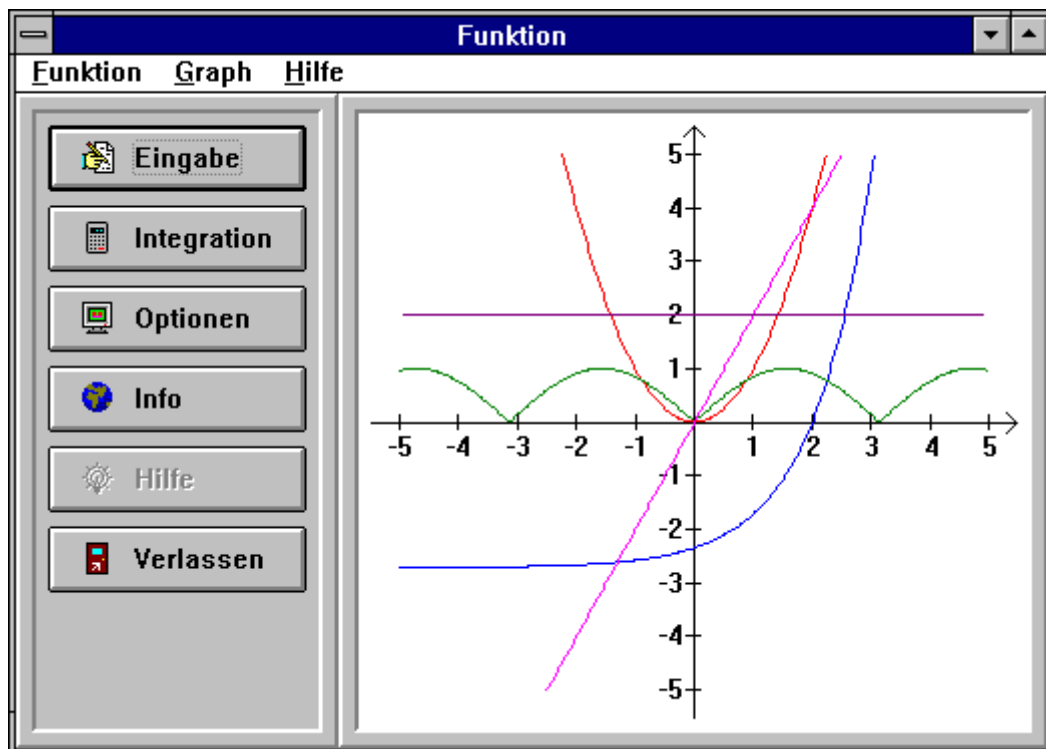 Funktion
Funktion Graph Hilfe
Eingabe
Integration
Optionen
Info
Hilfe
Verlassen
5
4
3
2
1
-5 -4 -3 -2 -1 1 2 3 4 5
-1
-2
-3
-4
-5